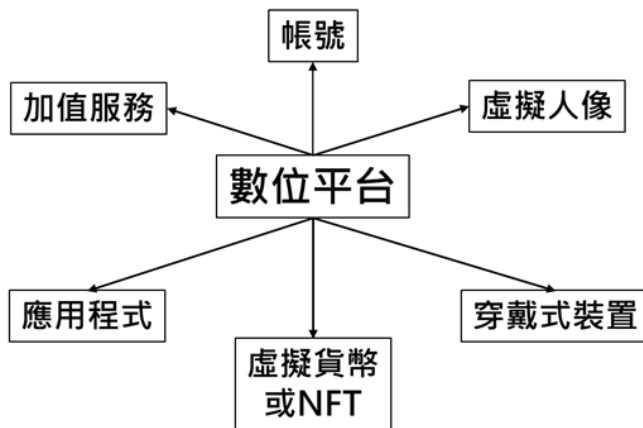 帳號
加值服務
虛擬人像
數位平台
應用程式
穿戴式裝置
虛擬貨幣
或NFT